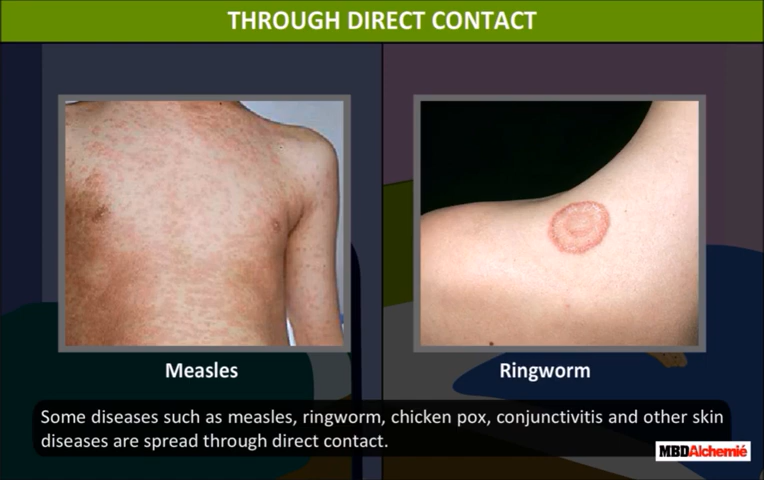 THROUGH DIRECT CONTACT
Measles
Ringworm
Some diseases such as measles, ringworm, chicken pox, conjunctivitis and other skin
diseases are spread through direct contact.
MBDAlchemié